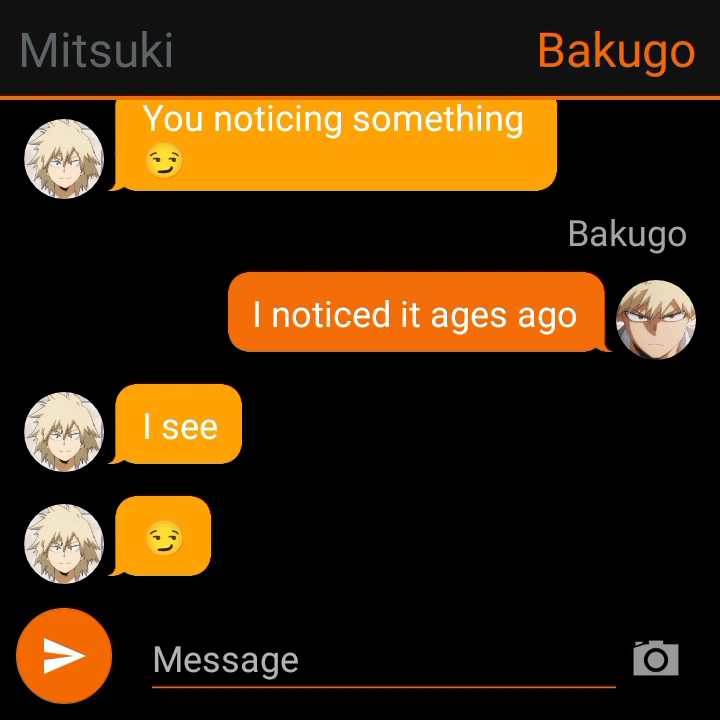 Mitsuki Bakugo
You noticing something
😏
Bakugo
I noticed it ages ago
I see
😏
Message